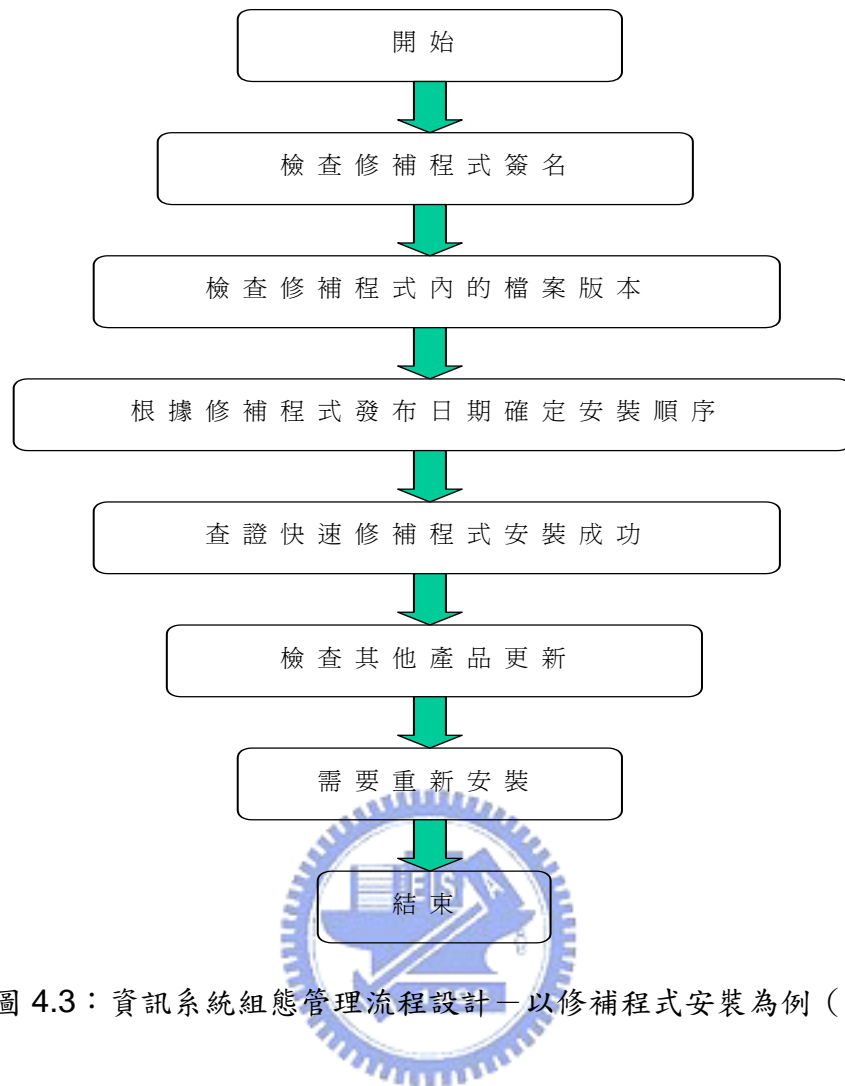 開始
檢查修補程式簽名
檢查修補程式內的檔案版本
根據修補程式發布日期確定安裝順序
查證快速修補程式安裝成功
檢查其他產品更新
需要重新安裝
結束
圖 4.3：資訊系統組態管理流程設計－以修補程式安裝為例（